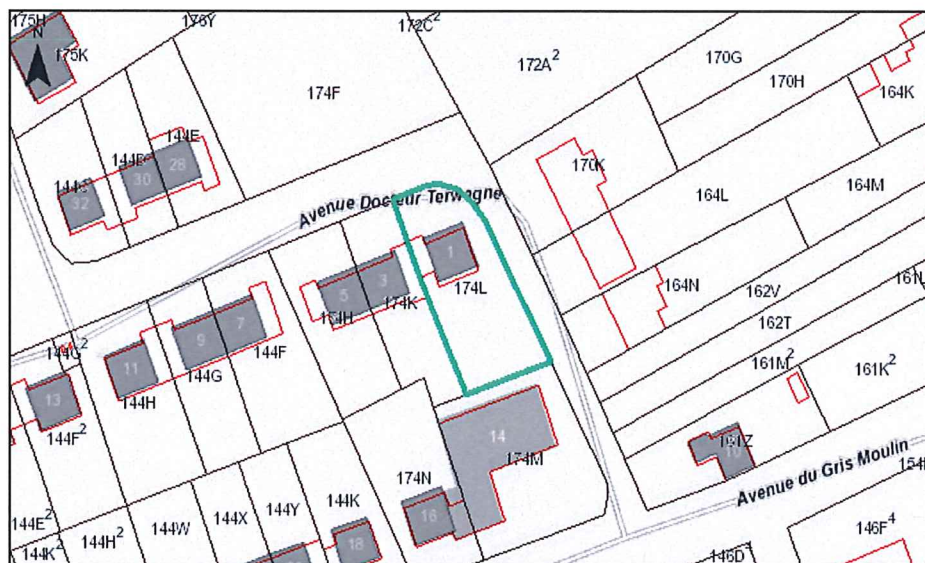 175H
176Y
172C²
N
175K
172A²
170G
170H
174F
164K
144E
28
30
170K
32
164L
164M
Avenue Docteur Terwagne
1
174L
3
174K
5
164N
162V
161L
7
9
144F
144G
162T
144G²
11
144H
161M²
161K²
13
144F²
14
174M
191Z
10
Avenue du Gris Moulin
174N
16
144K
144Y
144X
144W
144H²
144E²
144K²
18
146F⁴
146D